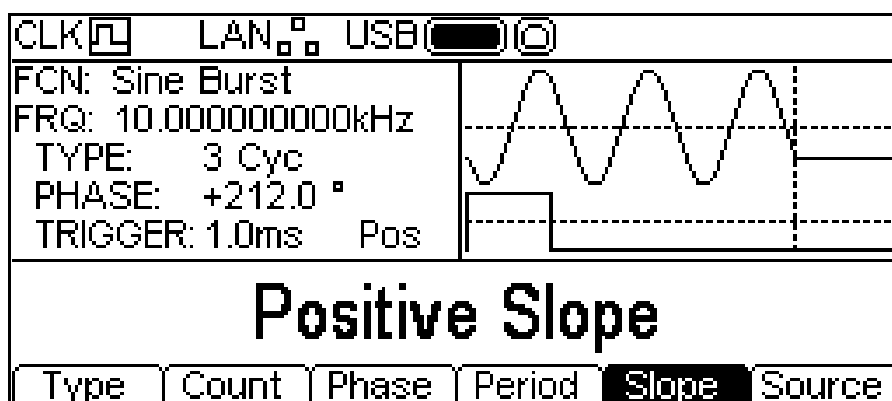 CLK LAN USB
FCN: Sine Burst
FRQ: 10.000000000kHz
TYPE: 3 Cyc
PHASE: +212.0 °
TRIGGER: 1.0ms Pos
Positive Slope
Type Count Phase Period Slope Source